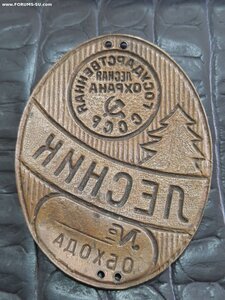 www.FORUMS-SU.com
ГОСУДАРСТВЕННАЯ
ЛЕСНАЯ
ОХРАНА
СССР
ЛЕСНИК
№
ОБХОДА